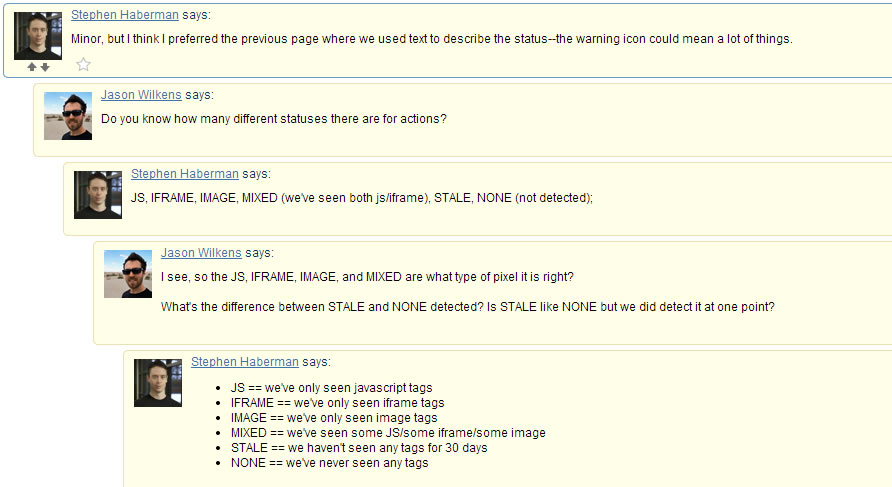 Stephen Haberman says:
Minor, but I think I preferred the previous page where we used text to describe the status--the warning icon could mean a lot of things.
Jason Wilkens says:
Do you know how many different statuses there are for actions?
Stephen Haberman says:
JS, IFRAME, IMAGE, MIXED (we've seen both js/iframe), STALE, NONE (not detected);
Jason Wilkens says:
I see, so the JS, IFRAME, IMAGE, and MIXED are what type of pixel it is right?
What's the difference between STALE and NONE detected? Is STALE like NONE but we did detect it at one point?
Stephen Haberman says:
• JS == we've only seen javascript tags
• IFRAME == we've only seen iframe tags
• IMAGE == we've only seen image tags
• MIXED == we've seen some JS/some iframe/some image
• STALE == we haven't seen any tags for 30 days
• NONE == we've never seen any tags